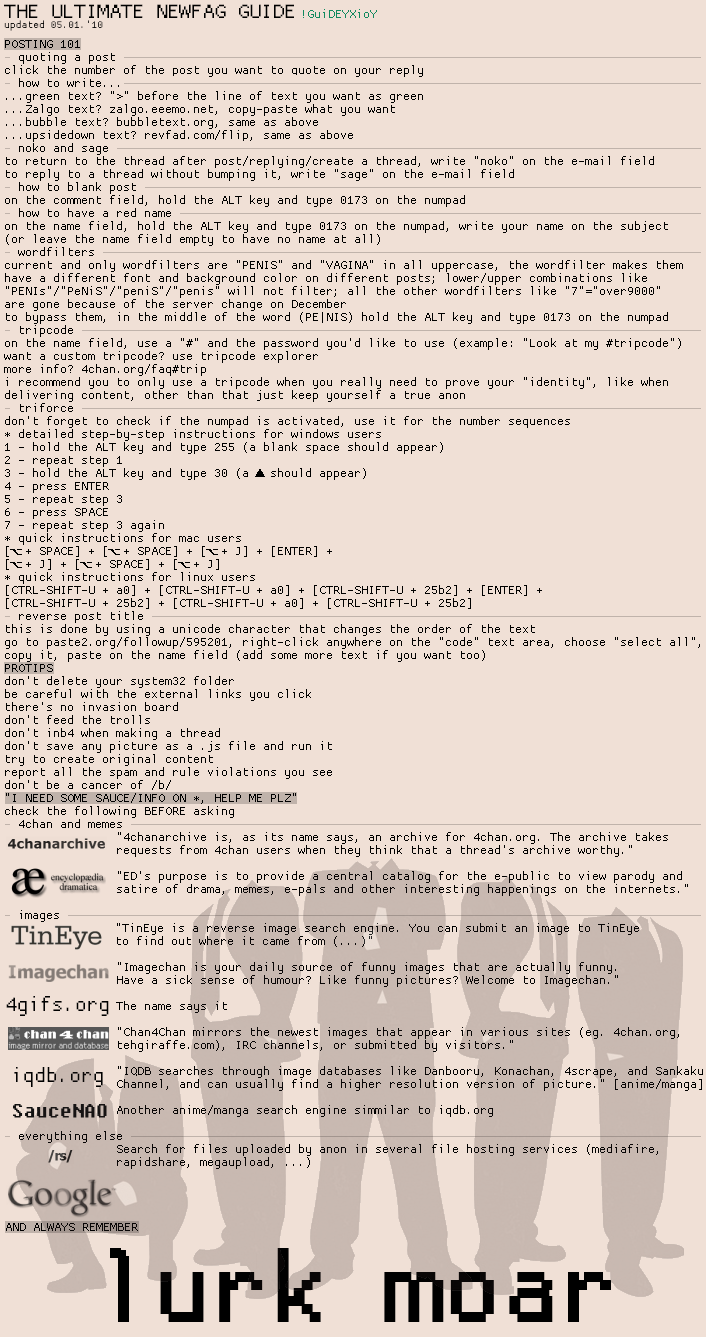 THE ULTIMATE NEWFAG GUIDE !GuiDEYXioY
updated 05.01.'10
POSTING 101
- quoting a post
click the number of the post you want to quote on your reply
- how to write...
...green text? ">" before the line of text you want as green
...Zalgo text? zalgo.eeemo.net, copy-paste what you want
...bubble text? bubbletext.org, same as above
...upsidedown text? revfad.com/flip, same as above
- noko and sage
to return to the thread after post/replying/create a thread, write "noko" on the e-mail field
to reply to a thread without bumping it, write "sage" on the e-mail field
- how to blank post
on the comment field, hold the ALT key and type 0173 on the numpad
- how to have a red name
on the name field, hold the ALT key and type 0173 on the numpad, write your name on the subject
(or leave the name field empty to have no name at all)
- wordfilters
current and only wordfilters are "PENIS" and "VAGINA" in all uppercase, the wordfilter makes them
have a different font and background color on different posts; lower/upper combinations like
"PENIs"/"PeNiS"/"peniS"/"penis" will not filter; all the other wordfilters like "7"="over9000"
are gone because of the server change on December
to bypass them, in the middle of the word (PE|NIS) hold the ALT key and type 0173 on the numpad
- tripcode
on the name field, use a "#" and the password you'd like to use (example: "Look at my #tripcode")
want a custom tripcode? use tripcode explorer
more info? 4chan.org/faq#trip
i recommend you to only use a tripcode when you really need to prove your "identity", like when
delivering content, other than that just keep yourself a true anon
- triforce
don't forget to check if the numpad is activated, use it for the number sequences
* detailed step-by-step instructions for windows users
1 - hold the ALT key and type 255 (a blank space should appear)
2 - repeat step 1
3 - hold the ALT key and type 30 (a ▲ should appear)
4 - press ENTER
5 - repeat step 3
6 - press SPACE
7 - repeat step 3 again
* quick instructions for mac users
[⌥+ SPACE] + [⌥+ SPACE] + [⌥+ J] + [ENTER] +
[⌥+ J] + [⌥+ SPACE] + [⌥+ J]
* quick instructions for linux users
[CTRL-SHIFT-U + a0] + [CTRL-SHIFT-U + a0] + [CTRL-SHIFT-U + 25b2] + [ENTER] +
[CTRL-SHIFT-U + 25b2] + [CTRL-SHIFT-U + a0] + [CTRL-SHIFT-U + 25b2]
- reverse post title
this is done by using a unicode character that changes the order of the text
go to paste2.org/followup/595201, right-click anywhere on the "code" text area, choose "select all",
copy it, paste on the name field (add some more text if you want too)
PROTIPS
don't delete your system32 folder
be careful with the external links you click
there's no invasion board
don't feed the trolls
don't inb4 when making a thread
don't save any picture as a .js file and run it
try to create original content
report all the spam and rule violations you see
don't be a cancer of /b/
"I NEED SOME SAUCE/INFO ON *, HELP ME PLZ"
check the following BEFORE asking
- 4chan and memes
4chanarchive
"4chanarchive is, as its name says, an archive for 4chan.org. The archive takes
requests from 4chan users when they think that a thread's archive worthy."
æ encyclopædia
dramatica
"ED's purpose is to provide a central catalog for the e-public to view parody and
satire of drama, memes, e-pals and other interesting happenings on the internets."
- images
TinEye
"TinEye is a reverse image search engine. You can submit an image to TinEye
to find out where it came from (...)"
Imagechan
"Imagechan is your daily source of funny images that are actually funny.
Have a sick sense of humour? Like funny pictures? Welcome to Imagechan."
4gifs.org
The name says it
chan 4 chan
image mirror and database
"Chan4Chan mirrors the newest images that appear in various sites (eg. 4chan.org,
tehgiraffe.com), IRC channels, or submitted by visitors."
iqdb.org
"IQDB searches through image databases like Danbooru, Konachan, 4scrape, and Sankaku
Channel, and can usually find a higher resolution version of picture." [anime/manga]
SauceNAO
Another anime/manga search engine simmilar to iqdb.org
- everything else
/rs/
Search for files uploaded by anon in several file hosting services (mediafire,
rapidshare, megaupload, ...)
Google
AND ALWAYS REMEMBER
lurk moar